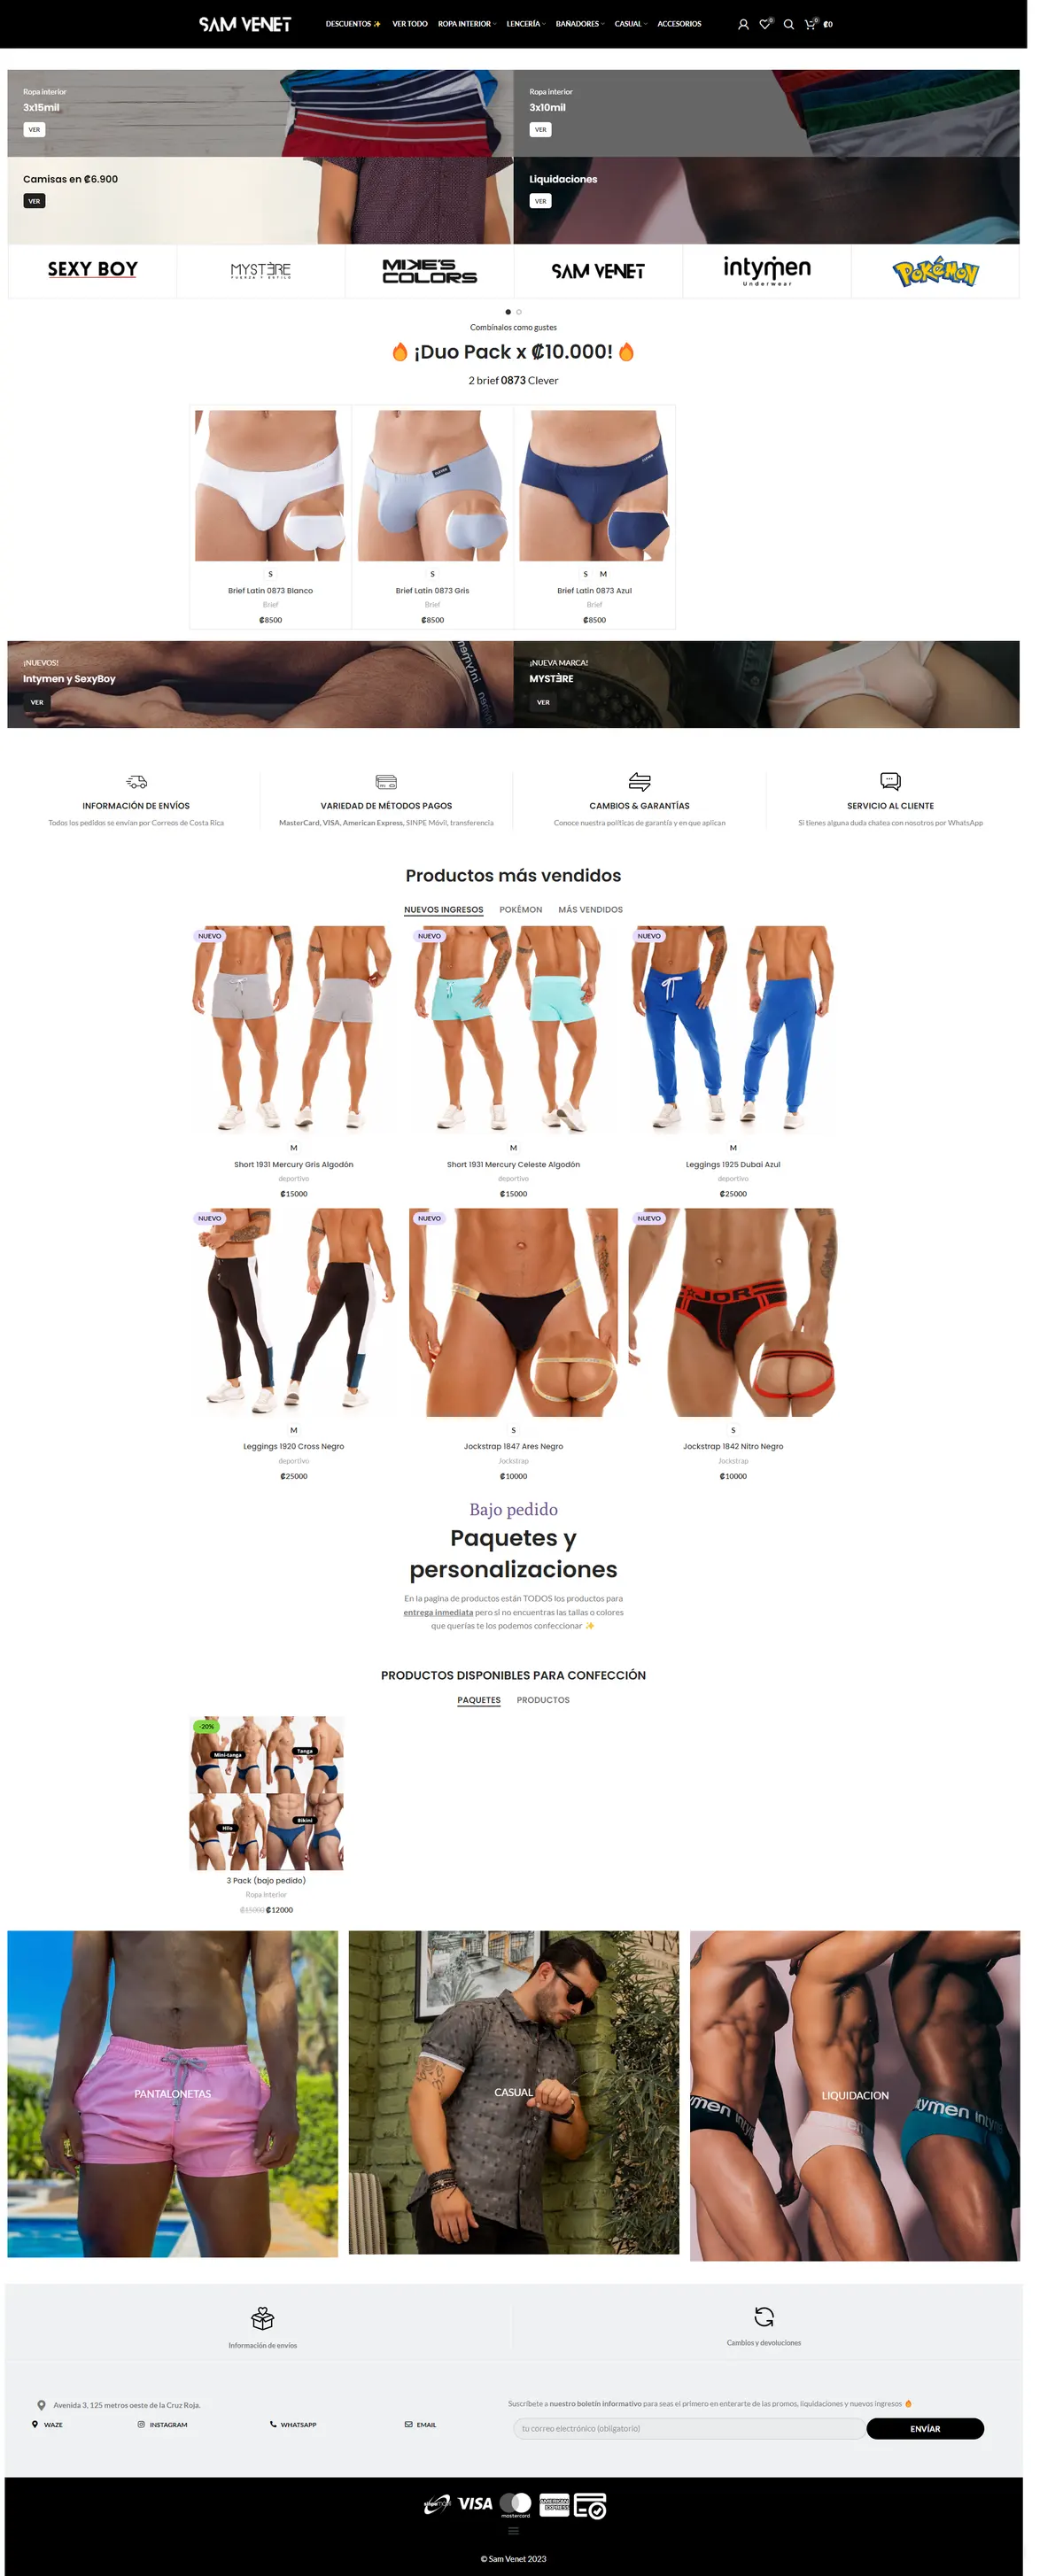 SAM VENET
DESCUENTOS ✨ VER TODO ROPA INTERIOR LENCERÍA BAÑADORES CASUAL ACCESORIOS
0 0 ₡0
Ropa interior
3x15mil
VER
Ropa interior
3x10mil
VER
Camisas en ₡6.900
VER
Liquidaciones
VER
SEXY BOY
MYSTƎRE
MIKE'S COLORS
SAM VENET
intymen
Underwear
POKéMON
Combínalos como gustes
🔥 ¡Duo Pack x ₡10.000! 🔥
2 brief 0873 Clever
S
Brief Latin 0873 Blanco
Brief
₡8500
S
Brief Latin 0873 Gris
Brief
₡8500
S M
Brief Latin 0873 Azul
Brief
₡8500
¡NUEVOS!
Intymen y SexyBoy
VER
¡NUEVA MARCA!
MYSTƎRE
VER
INFORMACIÓN DE ENVÍOS
Todos los pedidos se envían por Correos de Costa Rica
VARIEDAD DE MÉTODOS PAGOS
MasterCard, VISA, American Express, SINPE Móvil, transferencia
CAMBIOS & GARANTÍAS
Conoce nuestra políticas de garantía y en que aplican
SERVICIO AL CLIENTE
Si tienes alguna duda chatea con nosotros por WhatsApp
Productos más vendidos
NUEVOS INGRESOS POKÉMON MÁS VENDIDOS
NUEVO
M
Short 1931 Mercury Gris Algodón
deportivo
₡15000
NUEVO
M
Short 1931 Mercury Celeste Algodón
deportivo
₡15000
NUEVO
M
Leggings 1925 Dubai Azul
deportivo
₡25000
NUEVO
M
Leggings 1920 Cross Negro
deportivo
₡25000
NUEVO
S
Jockstrap 1847 Ares Negro
Jockstrap
₡10000
NUEVO
JOR
S
Jockstrap 1842 Nitro Negro
Jockstrap
₡10000
Bajo pedido
Paquetes y
personalizaciones
En la pagina de productos están TODOS los productos para
entrega inmediata pero si no encuentras las tallas o colores
que querías te los podemos confeccionar ✨
PRODUCTOS DISPONIBLES PARA CONFECCIÓN
PAQUETES PRODUCTOS
-20%
Mini-tanga
Tanga
Hilo
Bikini
3 Pack (bajo pedido)
Ropa interior
₡15000 ₡12000
PANTALONETAS
CASUAL
LIQUIDACION
Información de envíos
Cambios y devoluciones
Avenida 3, 125 metros oeste de la Cruz Roja.
WAZE INSTAGRAM WHATSAPP EMAIL
Suscríbete a nuestro boletín informativo para seas el primero en enterarte de las promos, liquidaciones y nuevos ingresos 🔥
tu correo electrónico (obligatorio)
ENVÍAR
VISA
mastercard
AMERICAN EXPRESS
© Sam Venet 2023